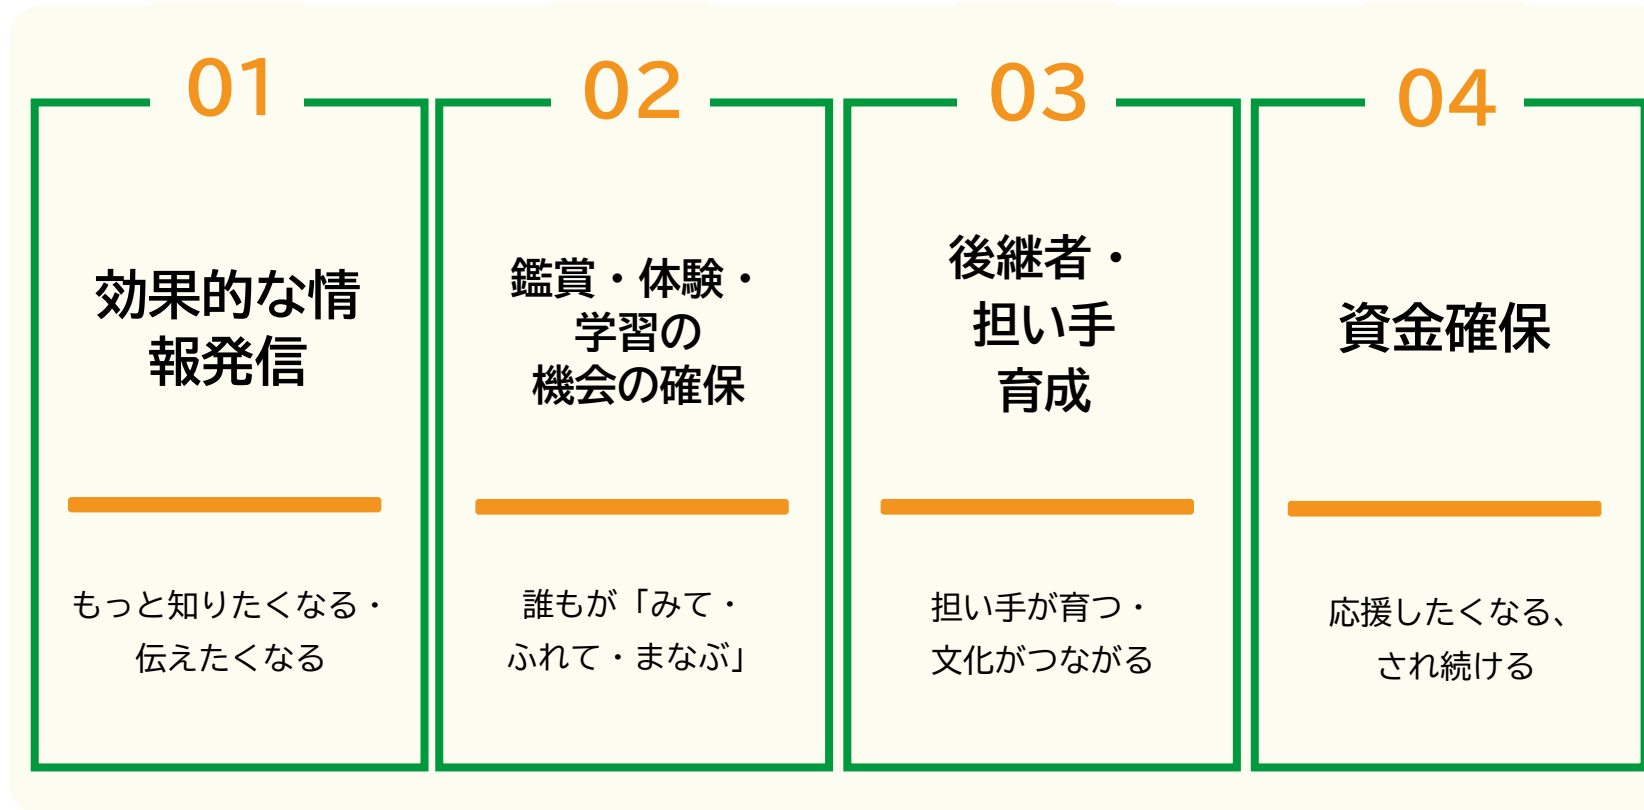 01
効果的な情
報発信
もっと知りたくなる・
伝えたくなる
02
鑑賞・体験・
学習の
機会の確保
誰もが「みて・
ふれて・まなぶ」
03
後継者・
担い手
育成
担い手が育つ・
文化がつながる
04
資金確保
応援したくなる、
され続ける